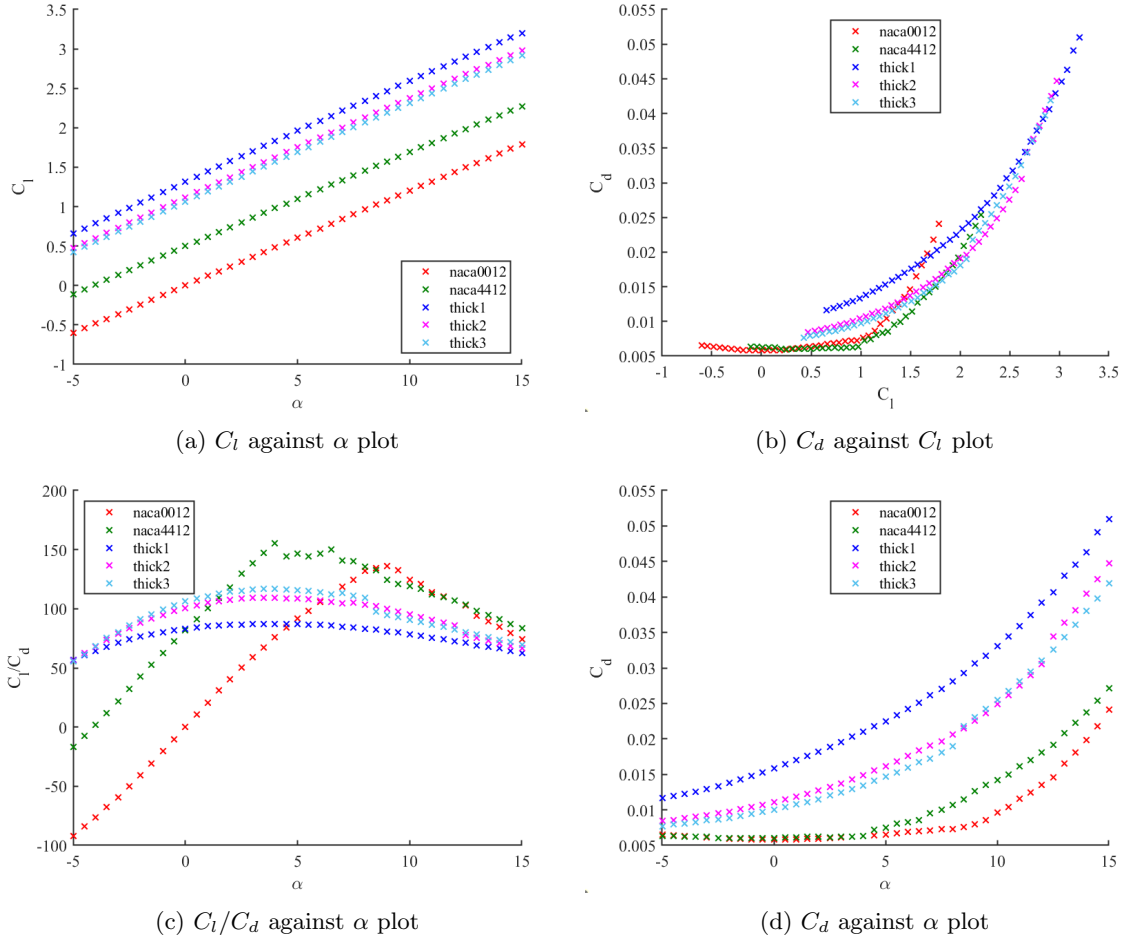 3.5
3
2.5
2
1.5
1
0.5
0
-0.5
-1
C_l
-5 0 5 10 15
α
naca0012
naca4412
thick1
thick2
thick3
(a) C_l against α plot
0.055
0.05
0.045
0.04
0.035
0.03
0.025
0.02
0.015
0.01
0.005
C_d
-1 -0.5 0 0.5 1 1.5 2 2.5 3 3.5
C_l
naca0012
naca4412
thick1
thick2
thick3
(b) C_d against C_l plot
200
150
100
50
0
-50
-100
C_l/C_d
-5 0 5 10 15
α
naca0012
naca4412
thick1
thick2
thick3
(c) C_l/C_d against α plot
0.055
0.05
0.045
0.04
0.035
0.03
0.025
0.02
0.015
0.01
0.005
C_d
-5 0 5 10 15
α
naca0012
naca4412
thick1
thick2
thick3
(d) C_d against α plot